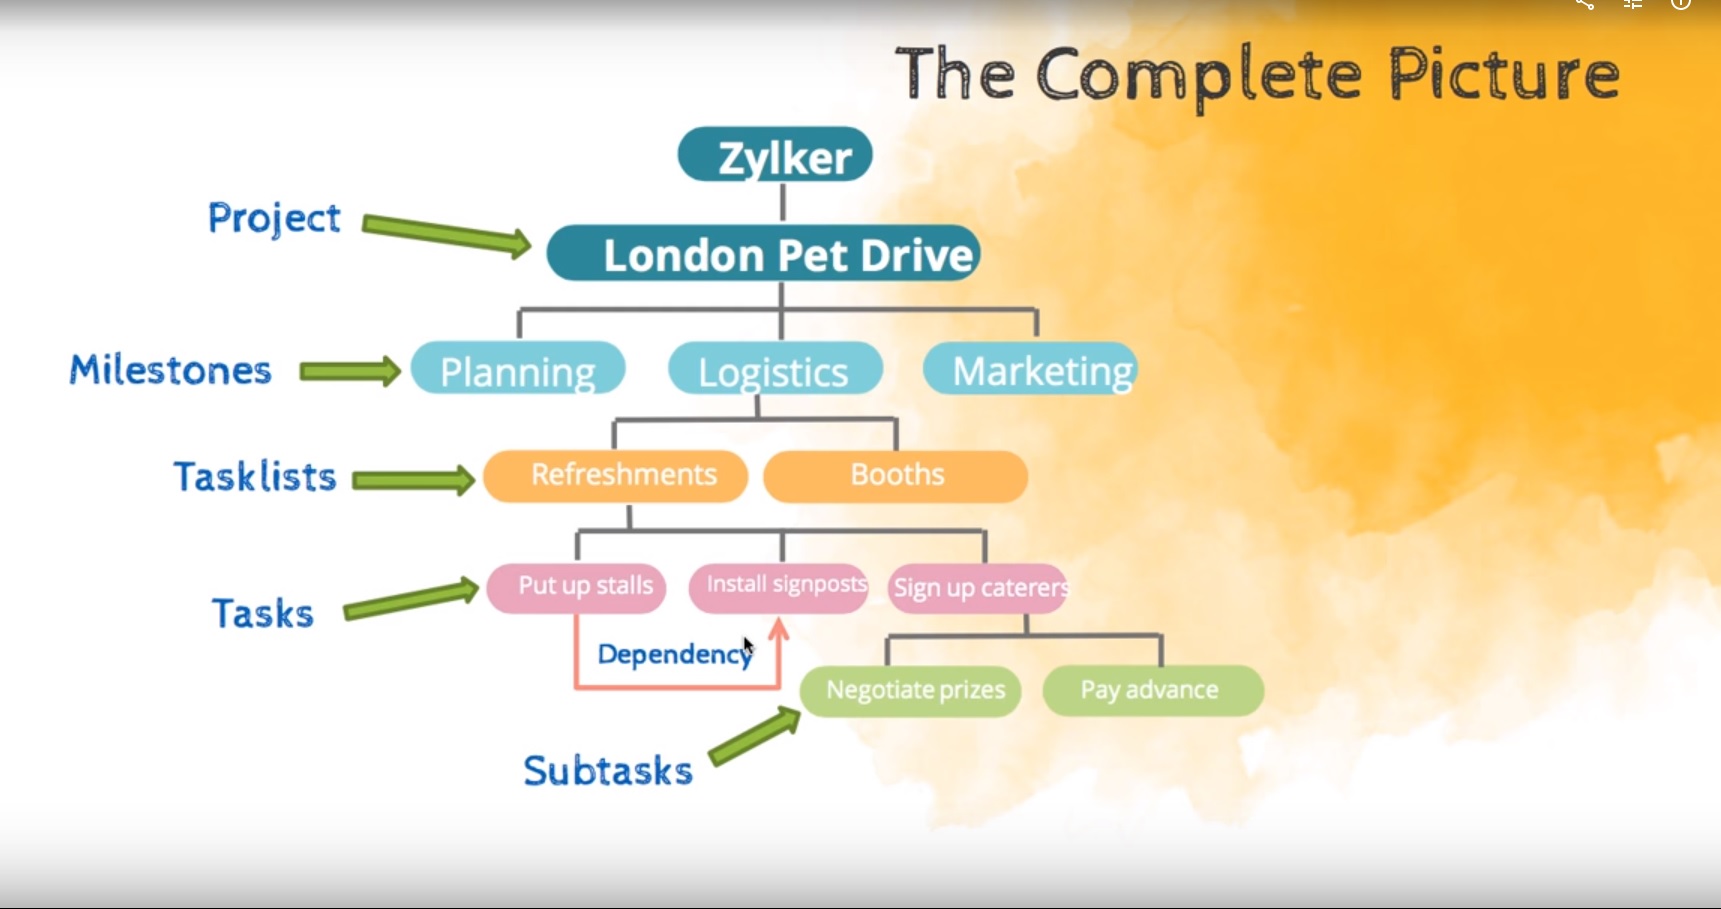 The Complete Picture
Zylker
Project
London Pet Drive
Milestones
Planning
Logistics
Marketing
Tasklists
Refreshments
Booths
Tasks
Put up stalls
Install signposts
Sign up caterers
Dependency
Negotiate prizes
Pay advance
Subtasks